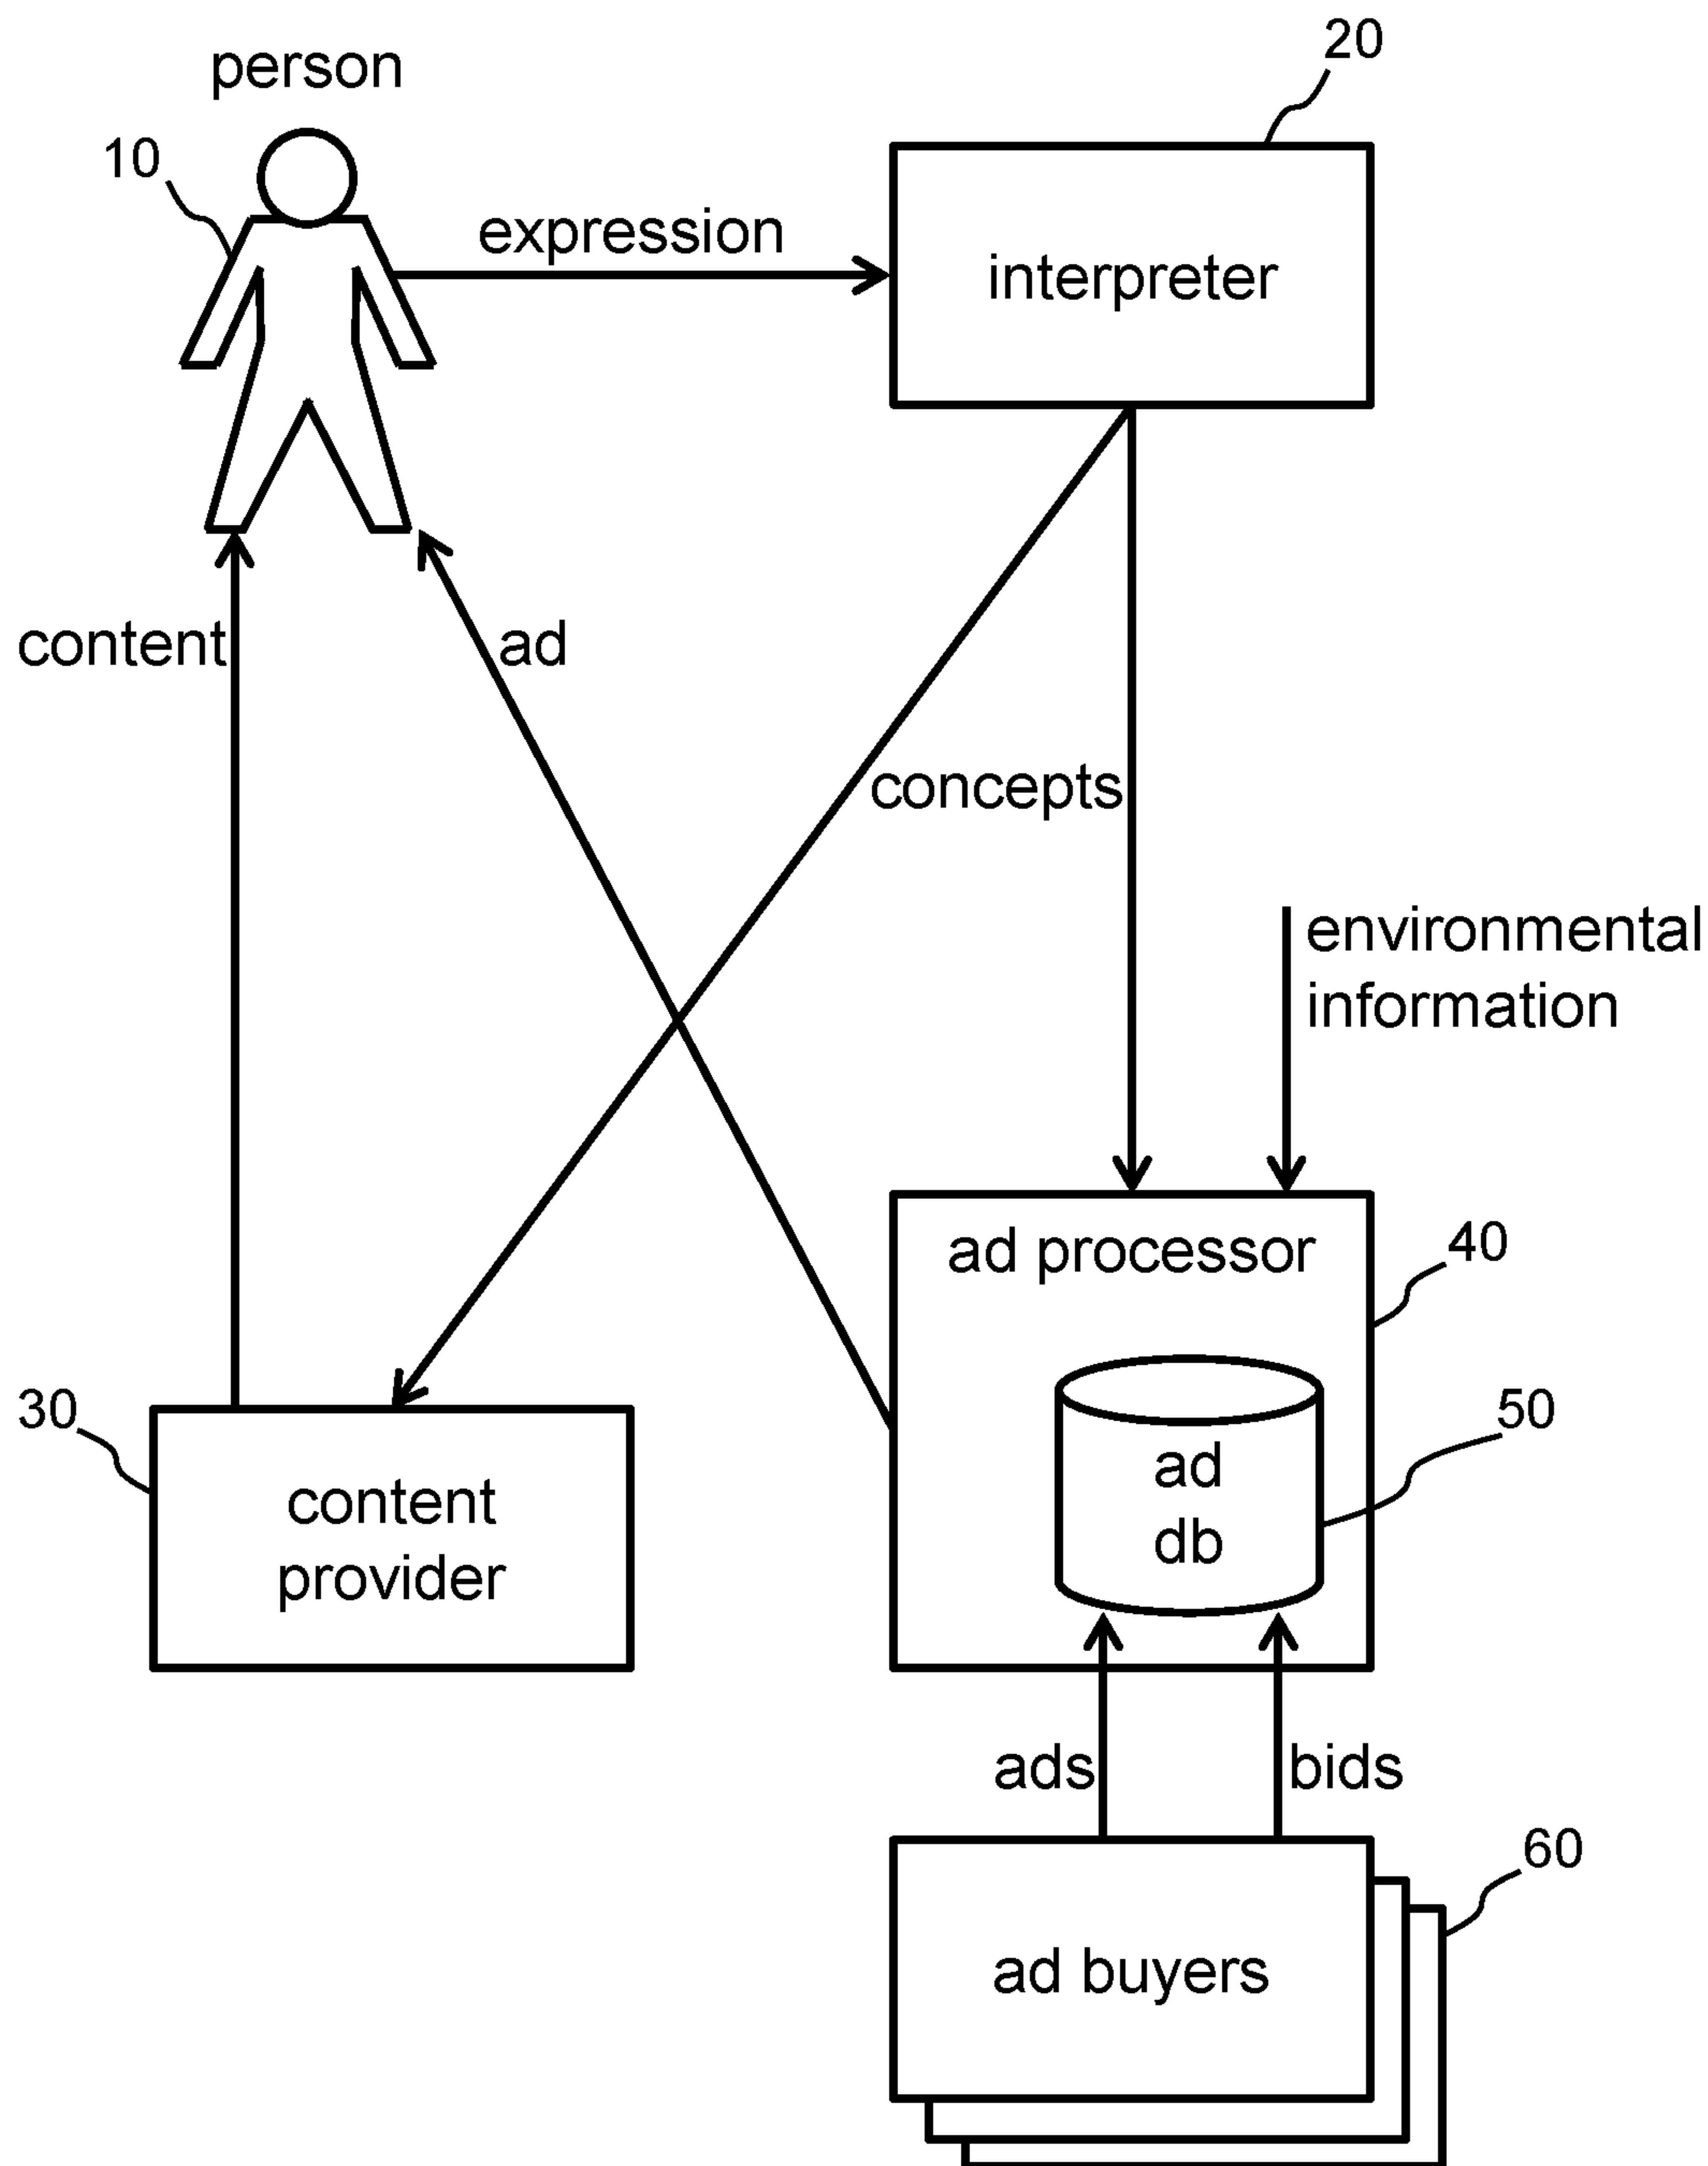 20
person
10
expression
interpreter
content
ad
concepts
environmental
information
ad processor
40
30
50
content
provider
ad
db
ads
bids
60
ad buyers